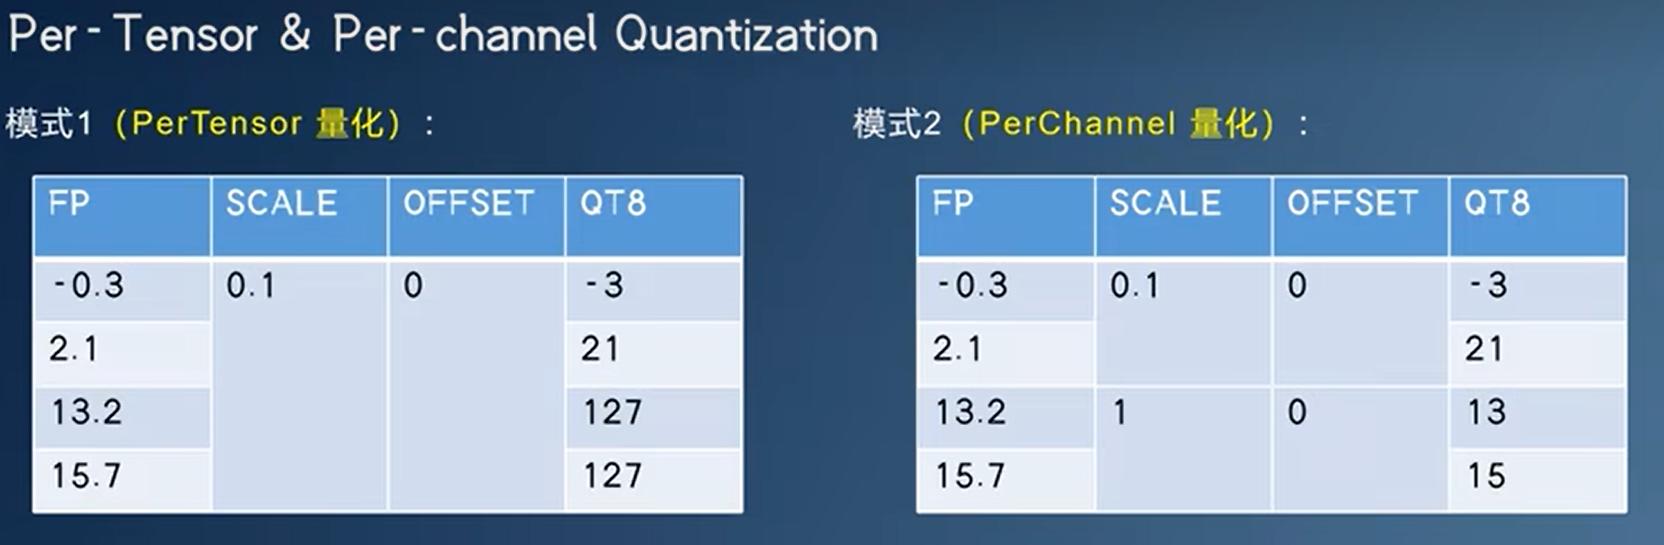 Per-Tensor & Per-channel Quantization
模式1（PerTensor 量化）:
FP SCALE OFFSET QT8
-0.3 0.1 0 -3
2.1 21
13.2 127
15.7 127
模式2（PerChannel 量化）:
FP SCALE OFFSET QT8
-0.3 0.1 0 -3
2.1 21
13.2 1 0 13
15.7 15